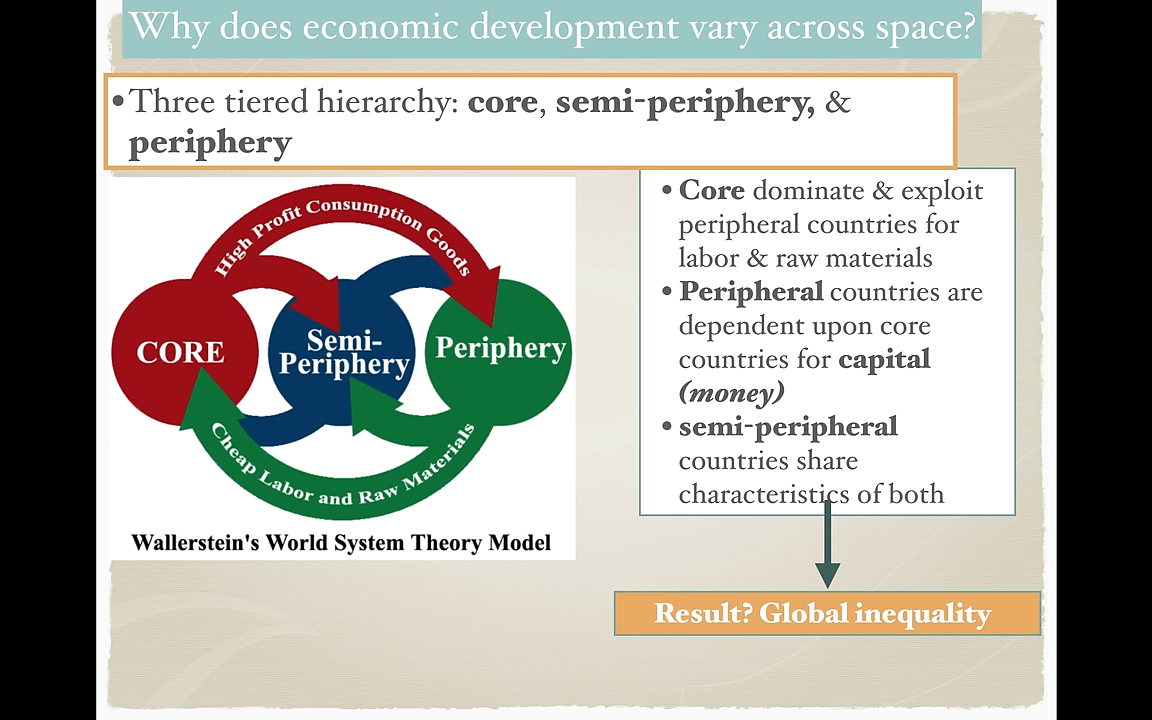 Why does economic development vary across space?
•Three tiered hierarchy: core, semi-periphery, &
periphery
High Profit Consumption Goods
CORE
Semi-
Periphery
Periphery
Cheap Labor and Raw Materials
Wallerstein's World System Theory Model
• Core dominate & exploit
peripheral countries for
labor & raw materials
• Peripheral countries are
dependent upon core
countries for capital
(money)
• semi-peripheral
countries share
characteristics of both
Result? Global inequality